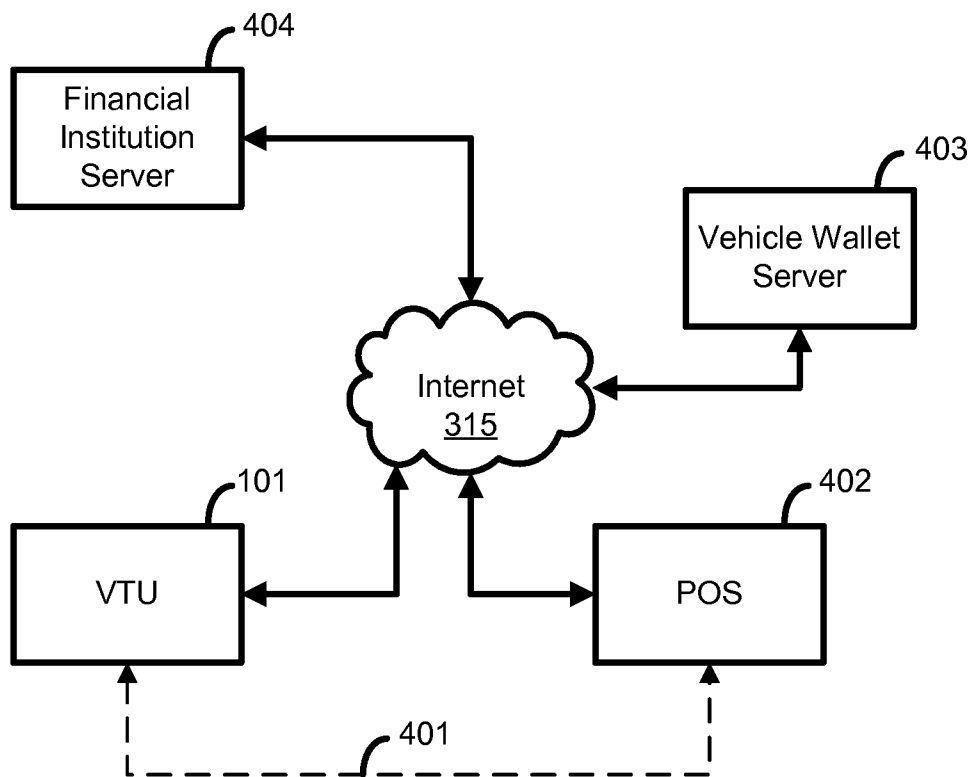 404
Financial
Institution
Server
403
Vehicle Wallet
Server
Internet
315
101
VTU
402
POS
401